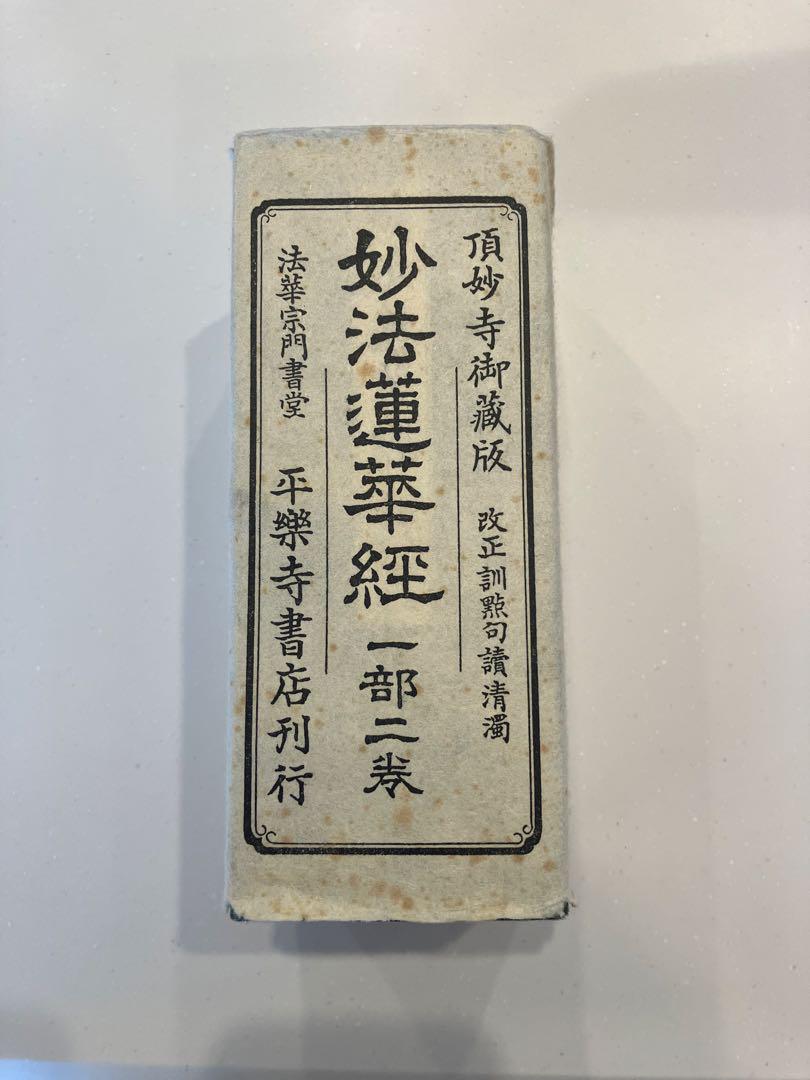 頂妙寺御藏版 改正訓點句讀清濁
妙法蓮華經 一部二卷
法華宗門書堂 平樂寺書店刊行